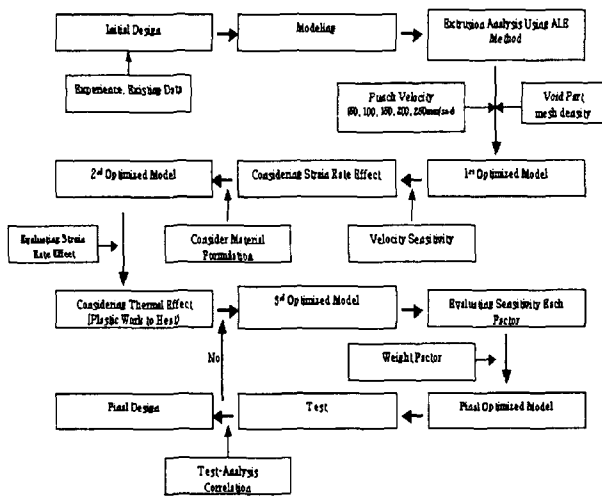 Initial Design
Modeling
Extrusion Analysis Using ALE
Method
Experience, Existing Data
Punch Velocity
(50, 100, 150, 200, 250mm/sec)
Void Part
mesh density
2nd Optimized Model
Considering Strain Rate Effect
1st Optimized Model
Evaluating Strain
Rate Effect
Consider Material
Formulation
Velocity Sensitivity
Considering Thermal Effect
(Plastic Work to Heat)
3rd Optimized Model
Evaluating Sensitivity Each
Factor
No
Weight Factor
Final Design
Test
Final Optimized Model
Test-Analysis
Correlation